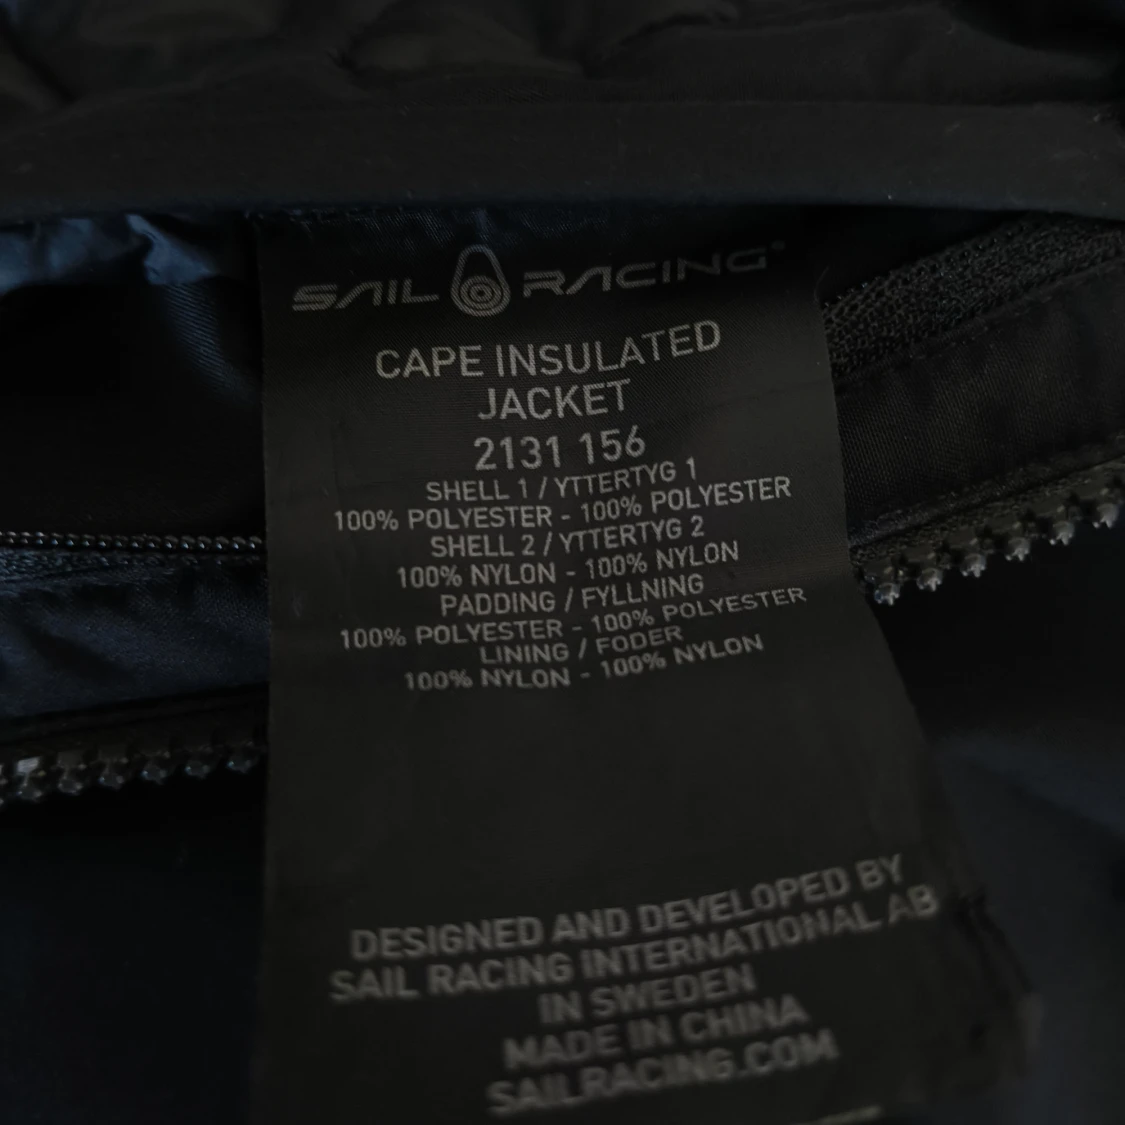 SAIL RACING®
CAPE INSULATED
JACKET
2131 156
SHELL 1 / YTTERTYG 1
100% POLYESTER - 100% POLYESTER
SHELL 2 / YTTERTYG 2
100% NYLON - 100% NYLON
PADDING / FYLLNING
100% POLYESTER - 100% POLYESTER
LINING / FODER
100% NYLON - 100% NYLON
DESIGNED AND DEVELOPED BY
SAIL RACING INTERNATIONAL AB
IN SWEDEN
MADE IN CHINA
SAILRACING.COM